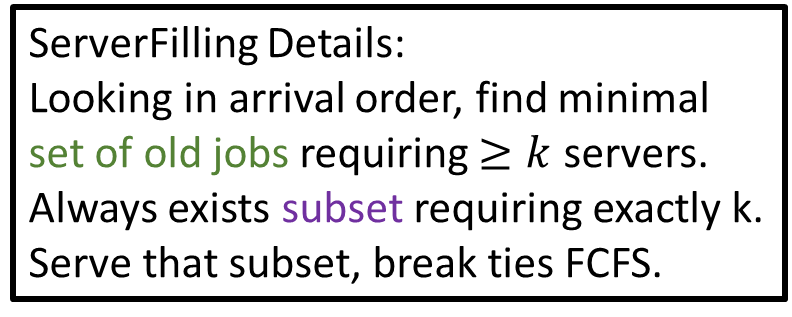 ServerFilling Details:
Looking in arrival order, find minimal
set of old jobs requiring ≥ k servers.
Always exists subset requiring exactly k.
Serve that subset, break ties FCFS.